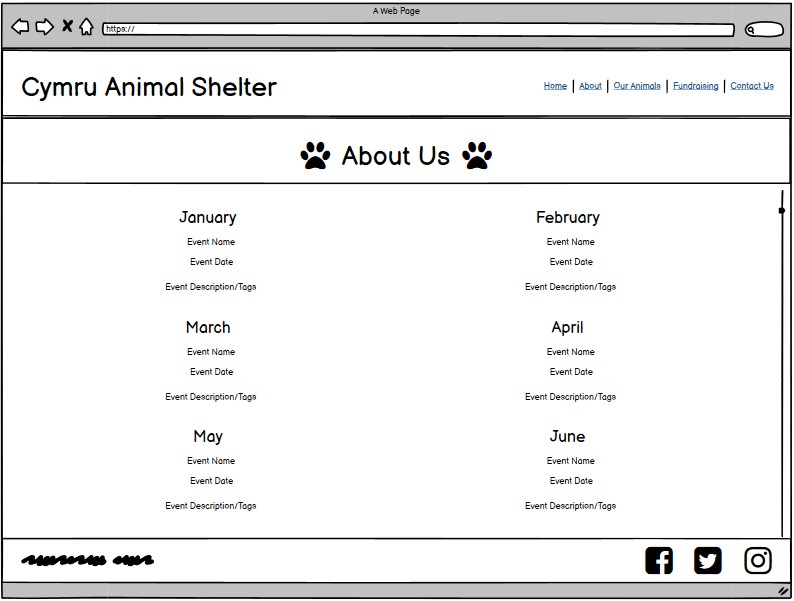 A Web Page
https://
Cymru Animal Shelter
Home | About | Our Animals | Fundraising | Contact Us
About Us
January
Event Name
Event Date
Event Description/Tags
February
Event Name
Event Date
Event Description/Tags
March
Event Name
Event Date
Event Description/Tags
April
Event Name
Event Date
Event Description/Tags
May
Event Name
Event Date
Event Description/Tags
June
Event Name
Event Date
Event Description/Tags